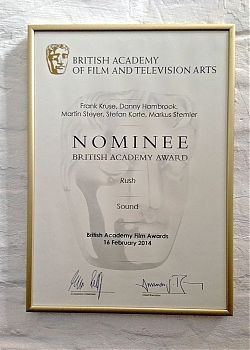 BRITISH ACADEMY
OF FILM AND TELEVISION ARTS
Frank Kruse, Danny Hambrook,
Martin Steyer, Stefan Korte, Markus Stemler
NOMINEE
BRITISH ACADEMY AWARD
Rush
Sound
British Academy Film Awards
16 February 2014